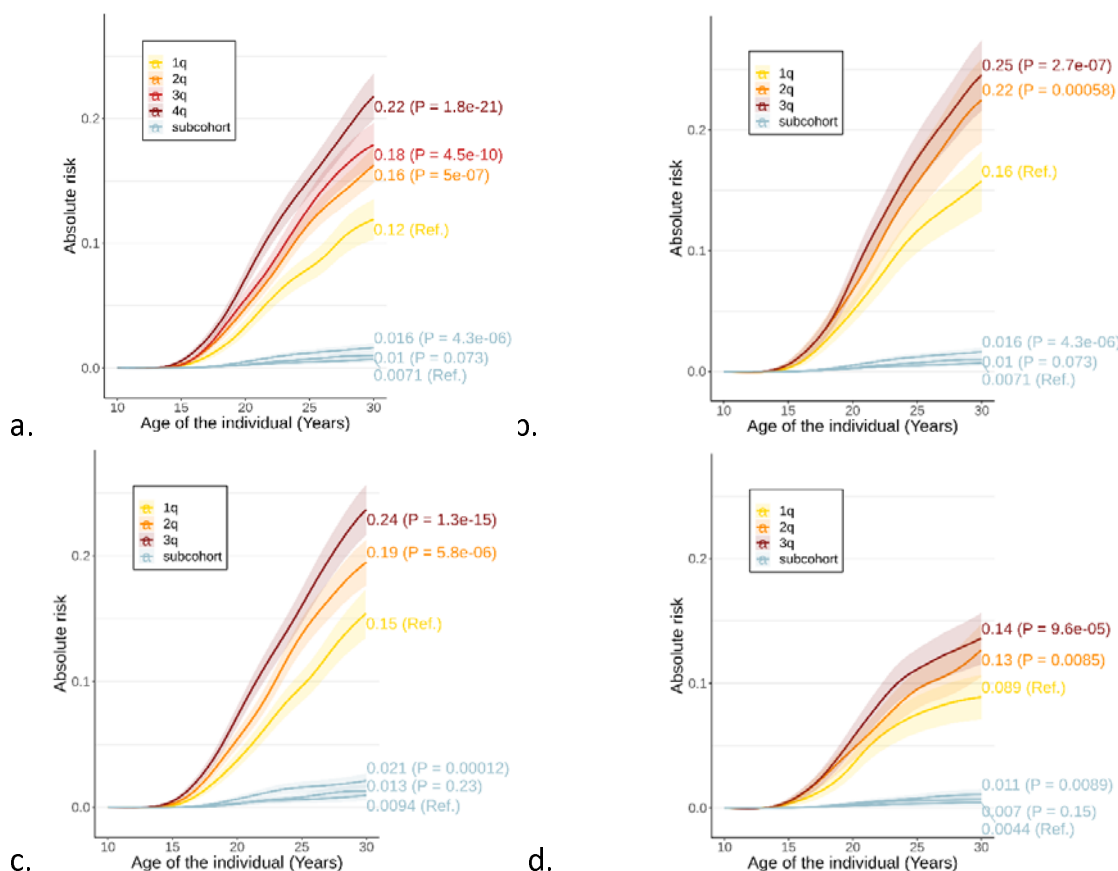 1q
2q
3q
4q
subcohort
0.22 (P = 1.8e-21)
0.18 (P = 4.5e-10)
0.16 (P = 5e-07)
0.12 (Ref.)
0.016 (P = 4.3e-06)
0.01 (P = 0.073)
0.0071 (Ref.)
Absolute risk
0.2
0.1
0.0
10 15 20 25 30
Age of the individual (Years)
a.
1q
2q
3q
subcohort
0.25 (P = 2.7e-07)
0.22 (P = 0.00058)
0.16 (Ref.)
0.016 (P = 4.3e-06)
0.01 (P = 0.073)
0.0071 (Ref.)
Absolute risk
0.2
0.1
0.0
10 15 20 25 30
Age of the individual (Years)
b.
1q
2q
3q
subcohort
0.24 (P = 1.3e-15)
0.19 (P = 5.8e-06)
0.15 (Ref.)
0.021 (P = 0.00012)
0.013 (P = 0.23)
0.0094 (Ref.)
Absolute risk
0.2
0.1
0.0
10 15 20 25 30
Age of the individual (Years)
c.
1q
2q
3q
subcohort
0.14 (P = 9.6e-05)
0.13 (P = 0.0085)
0.089 (Ref.)
0.011 (P = 0.0089)
0.007 (P = 0.15)
0.0044 (Ref.)
Absolute risk
0.2
0.1
0.0
10 15 20 25 30
Age of the individual (Years)
d.